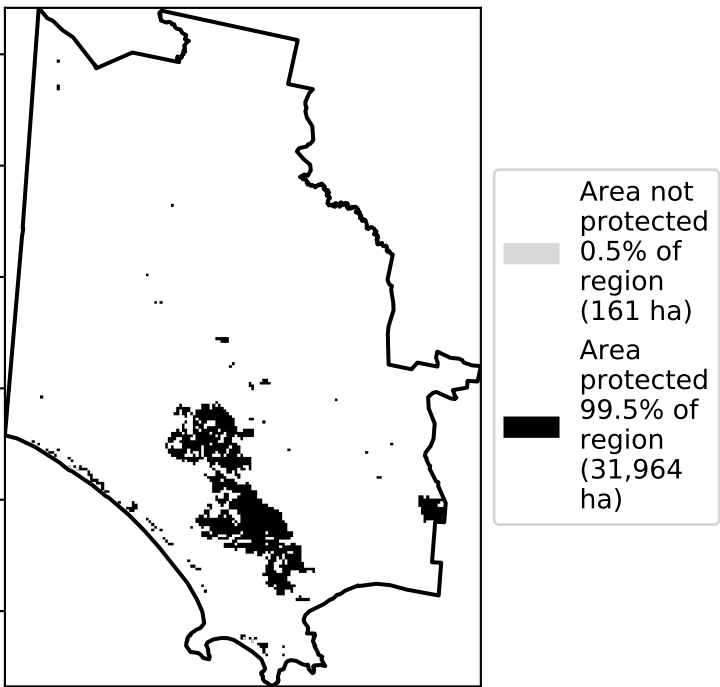 Area not
protected
0.5% of
region
(161 ha)
Area
protected
99.5% of
region
(31,964
ha)